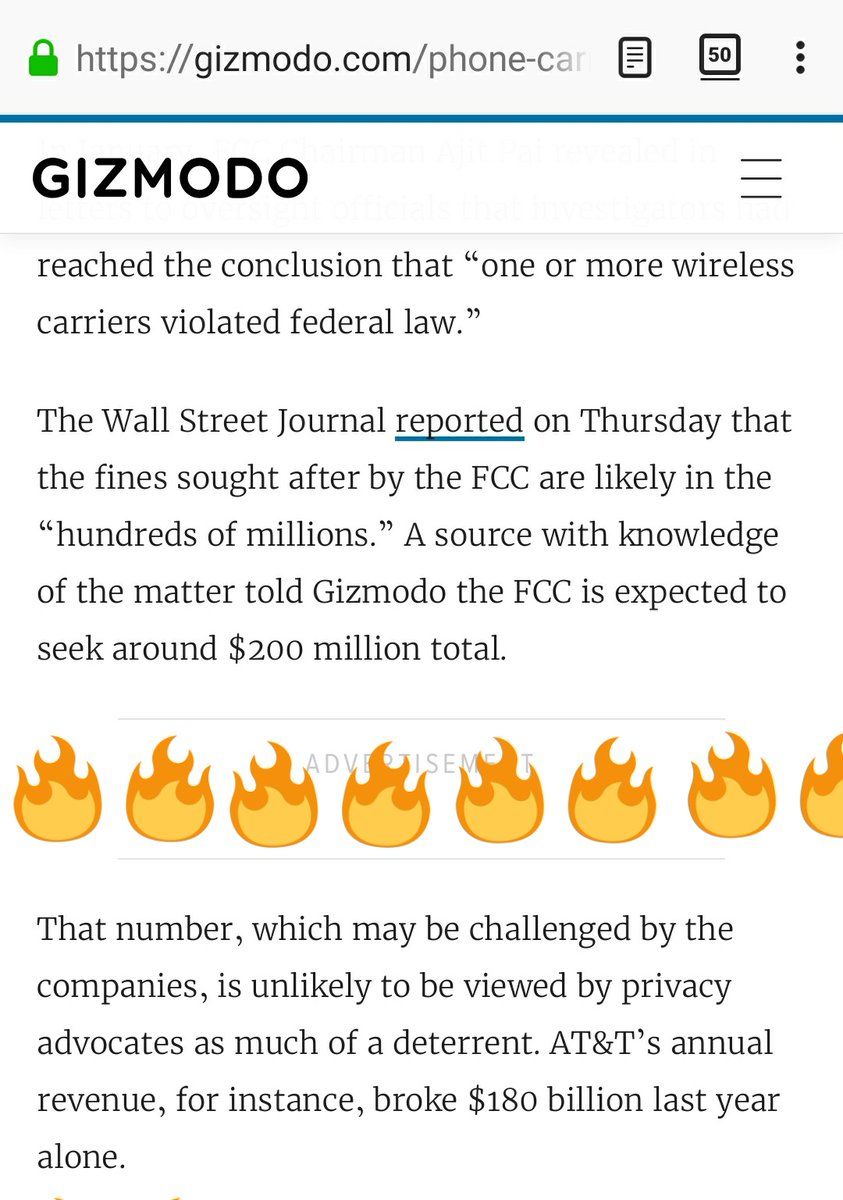 https://gizmodo.com/phone-car
50
In January, FCC Chairman Ajit Pai revealed in
GIZMODO
letters to oversight officials that investigators had
reached the conclusion that “one or more wireless
carriers violated federal law.”
The Wall Street Journal reported on Thursday that
the fines sought after by the FCC are likely in the
“hundreds of millions.” A source with knowledge
of the matter told Gizmodo the FCC is expected to
seek around $200 million total.
ADVERTISEMENT
That number, which may be challenged by the
companies, is unlikely to be viewed by privacy
advocates as much of a deterrent. AT&T’s annual
revenue, for instance, broke $180 billion last year
alone.